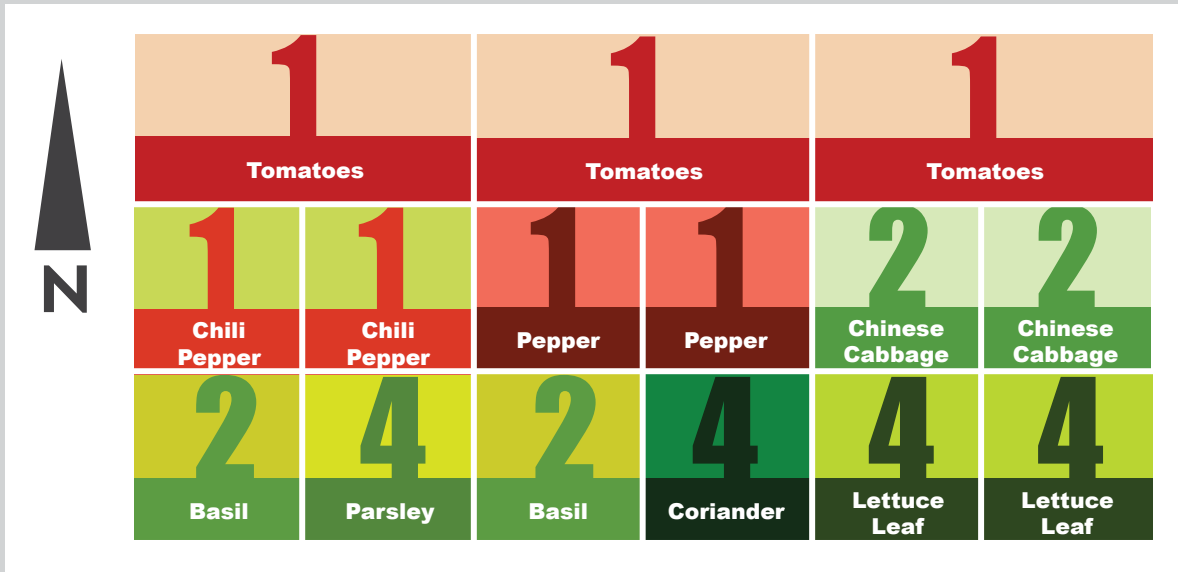 1 1 1
Tomatoes Tomatoes Tomatoes
1 1 1 1 2 2
Chili Pepper Chili Pepper Pepper Pepper Chinese Cabbage Chinese Cabbage
N
2 4 2 4 4 4
Basil Parsley Basil Coriander Lettuce Leaf Lettuce Leaf